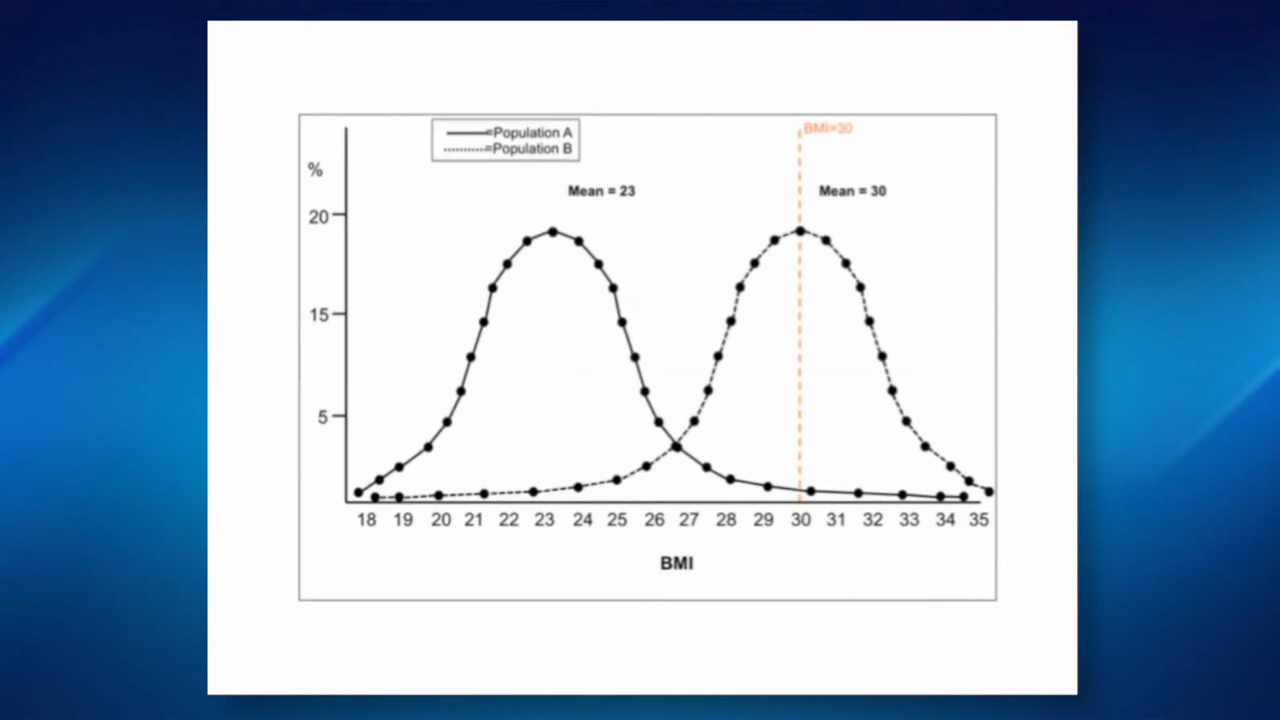 =Population A
=Population B
BMI=30
%
Mean = 23
Mean = 30
20
15
5
18 19 20 21 22 23 24 25 26 27 28 29 30 31 32 33 34 35
BMI